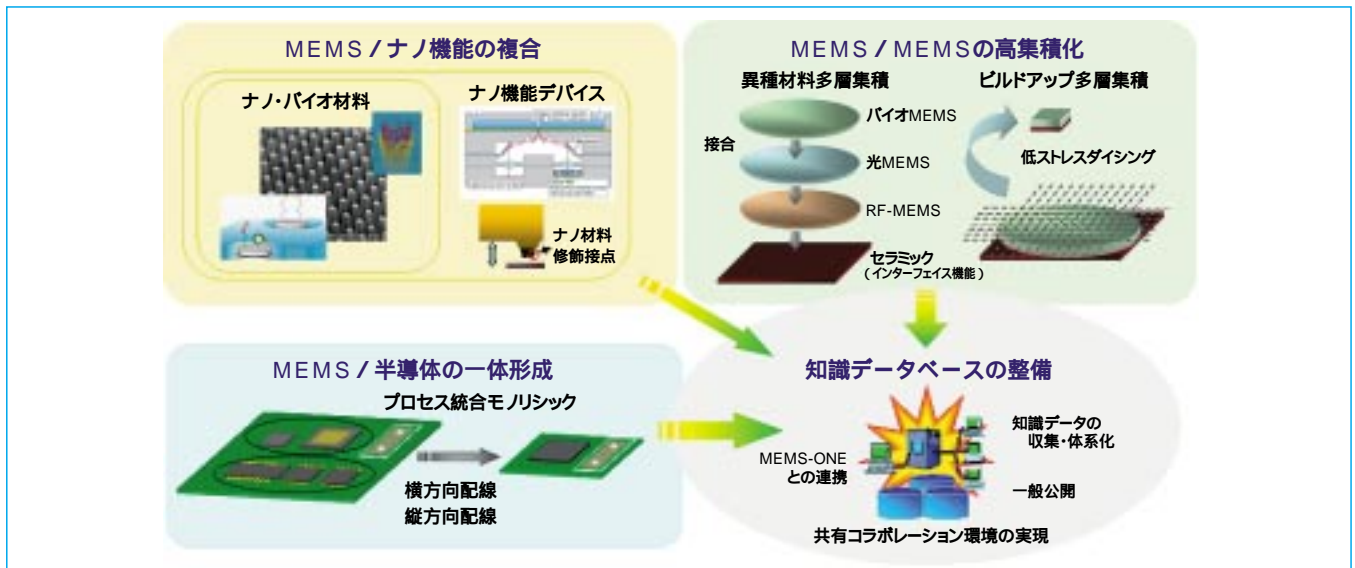 MEMS/ナノ機能の複合
ナノ・バイオ材料
ナノ機能デバイス
ナノ材料
修飾接点
MEMS/MEMSの高集積化
異種材料多層集積
ビルドアップ多層集積
接合
バイオMEMS
光MEMS
RF-MEMS
セラミック
(インターフェイス機能)
低ストレスダイシング
MEMS/半導体の一体形成
プロセス統合モノリシック
横方向配線
縦方向配線
知識データベースの整備
知識データの
収集・体系化
MEMS-ONE
との連携
一般公開
共有コラボレーション環境の実現